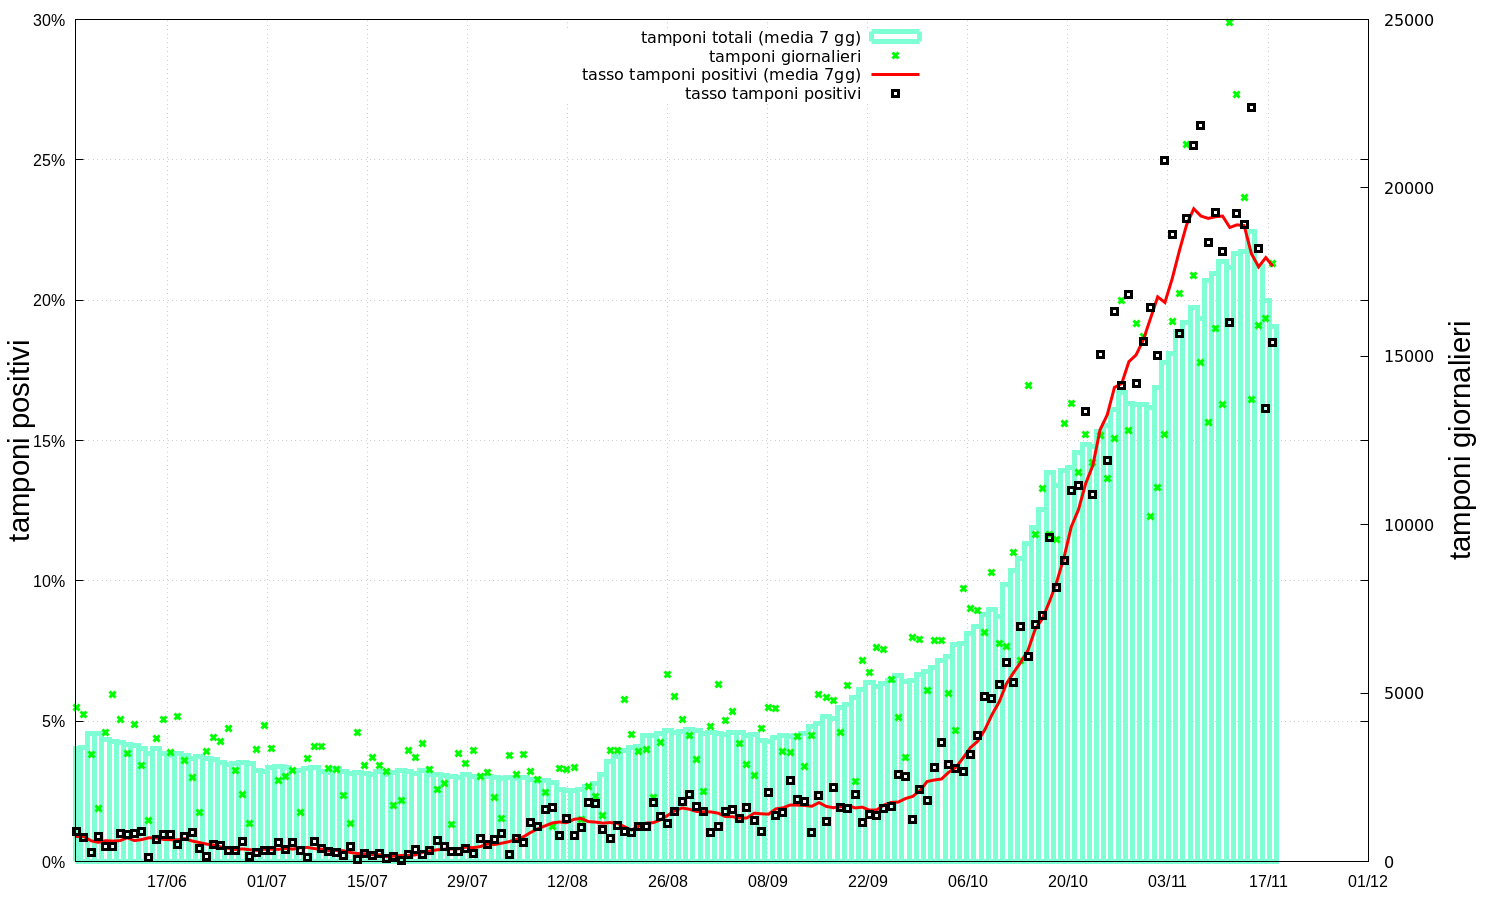 30%
25%
20%
15%
10%
5%
0%
tamponi positivi
tamponi totali (media 7 gg)
tamponi giornalieri
tasso tamponi positivi (media 7gg)
tasso tamponi positivi
25000
20000
15000
10000
5000
0
tamponi giornalieri
17/06 01/07 15/07 29/07 12/08 26/08 08/09 22/09 06/10 20/10 03/11 17/11 01/12